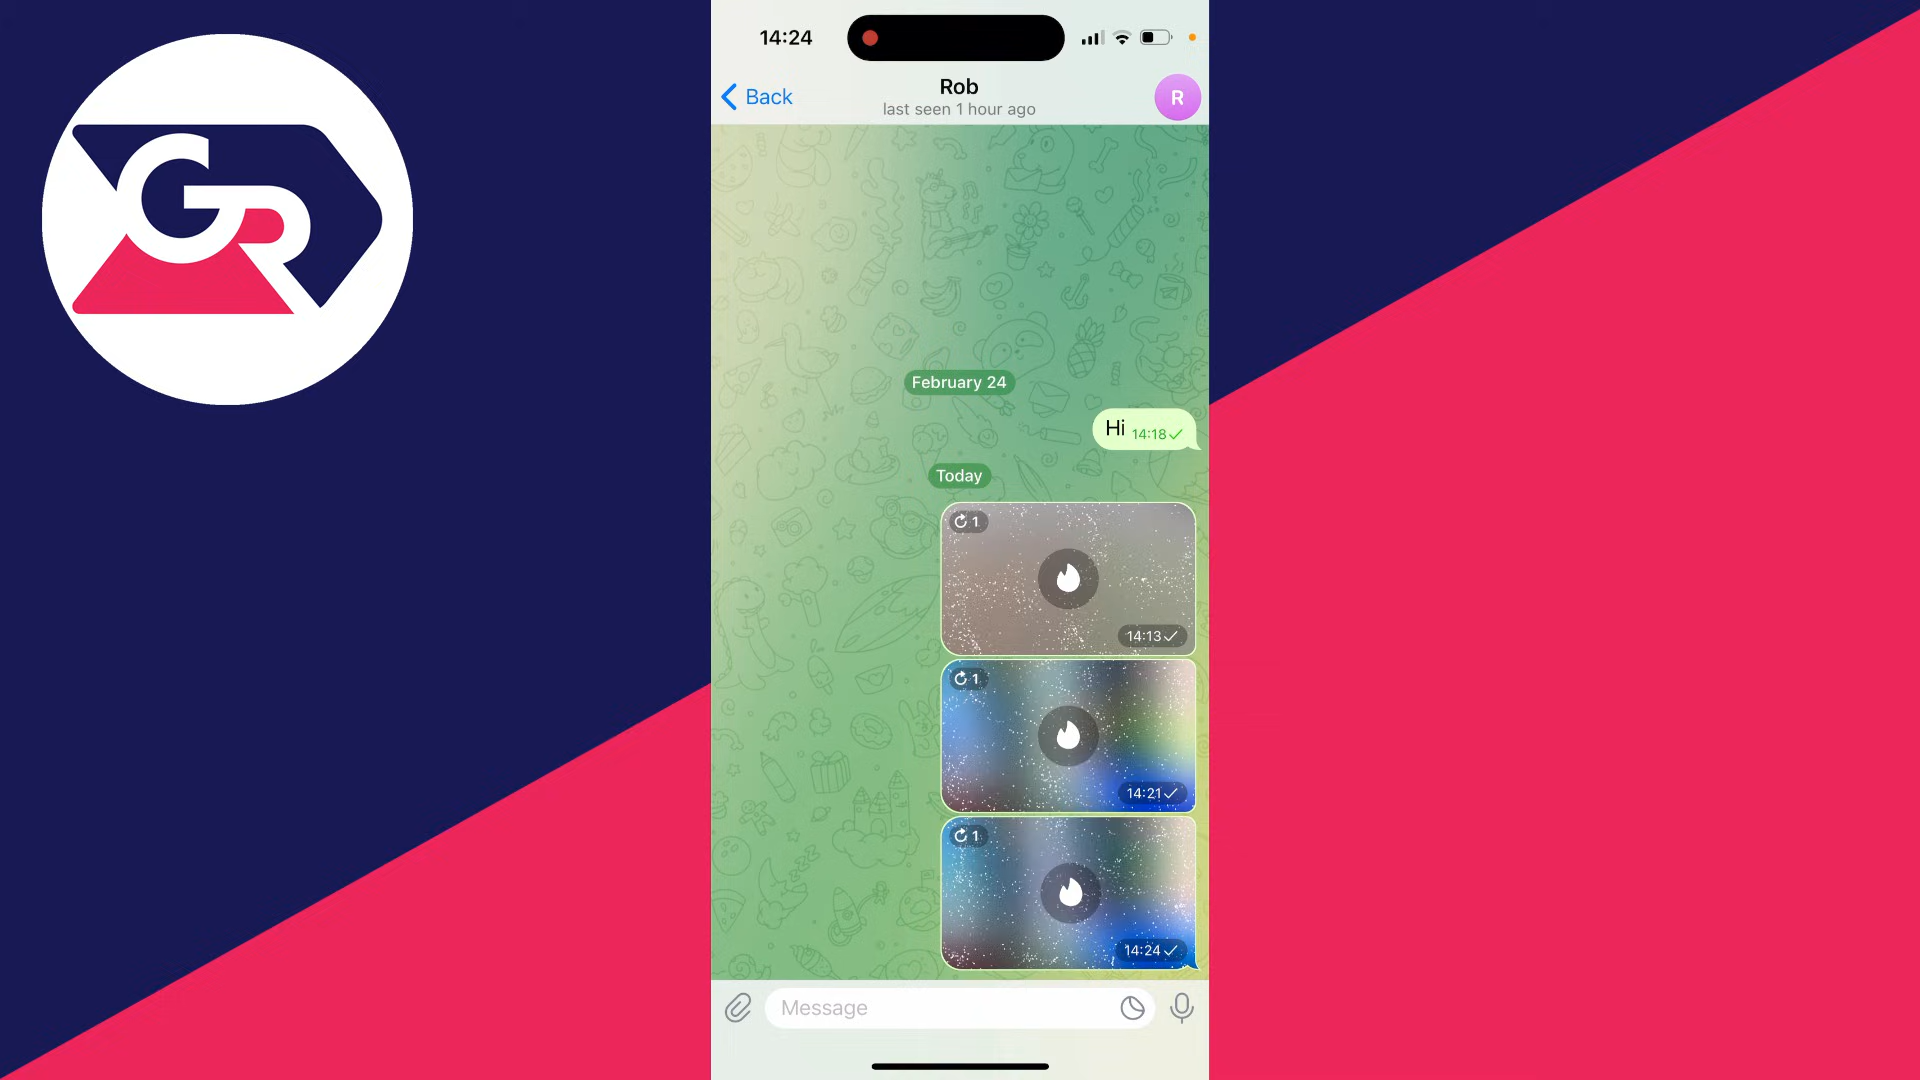 GR
14:24
Back
Rob
last seen 1 hour ago
R
February 24
Hi 14:18
Today
1
14:13
1
14:21
1
14:24
Message